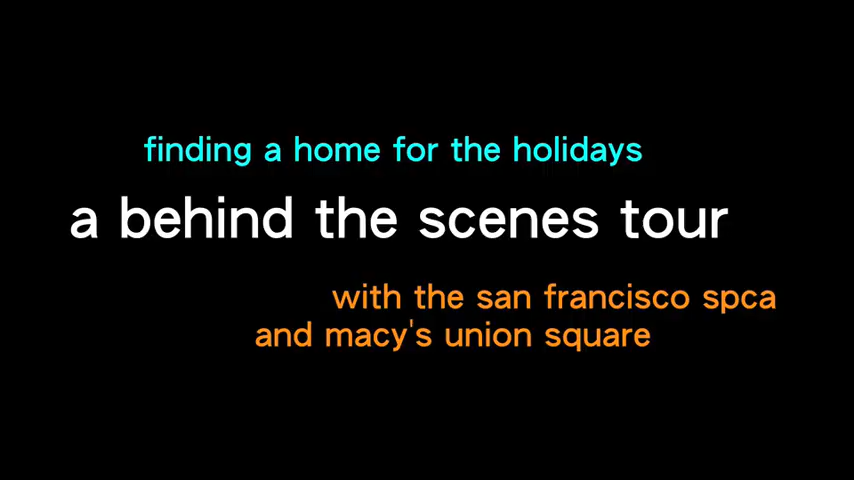 finding a home for the holidays
a behind the scenes tour
with the san francisco spca
and macy's union square